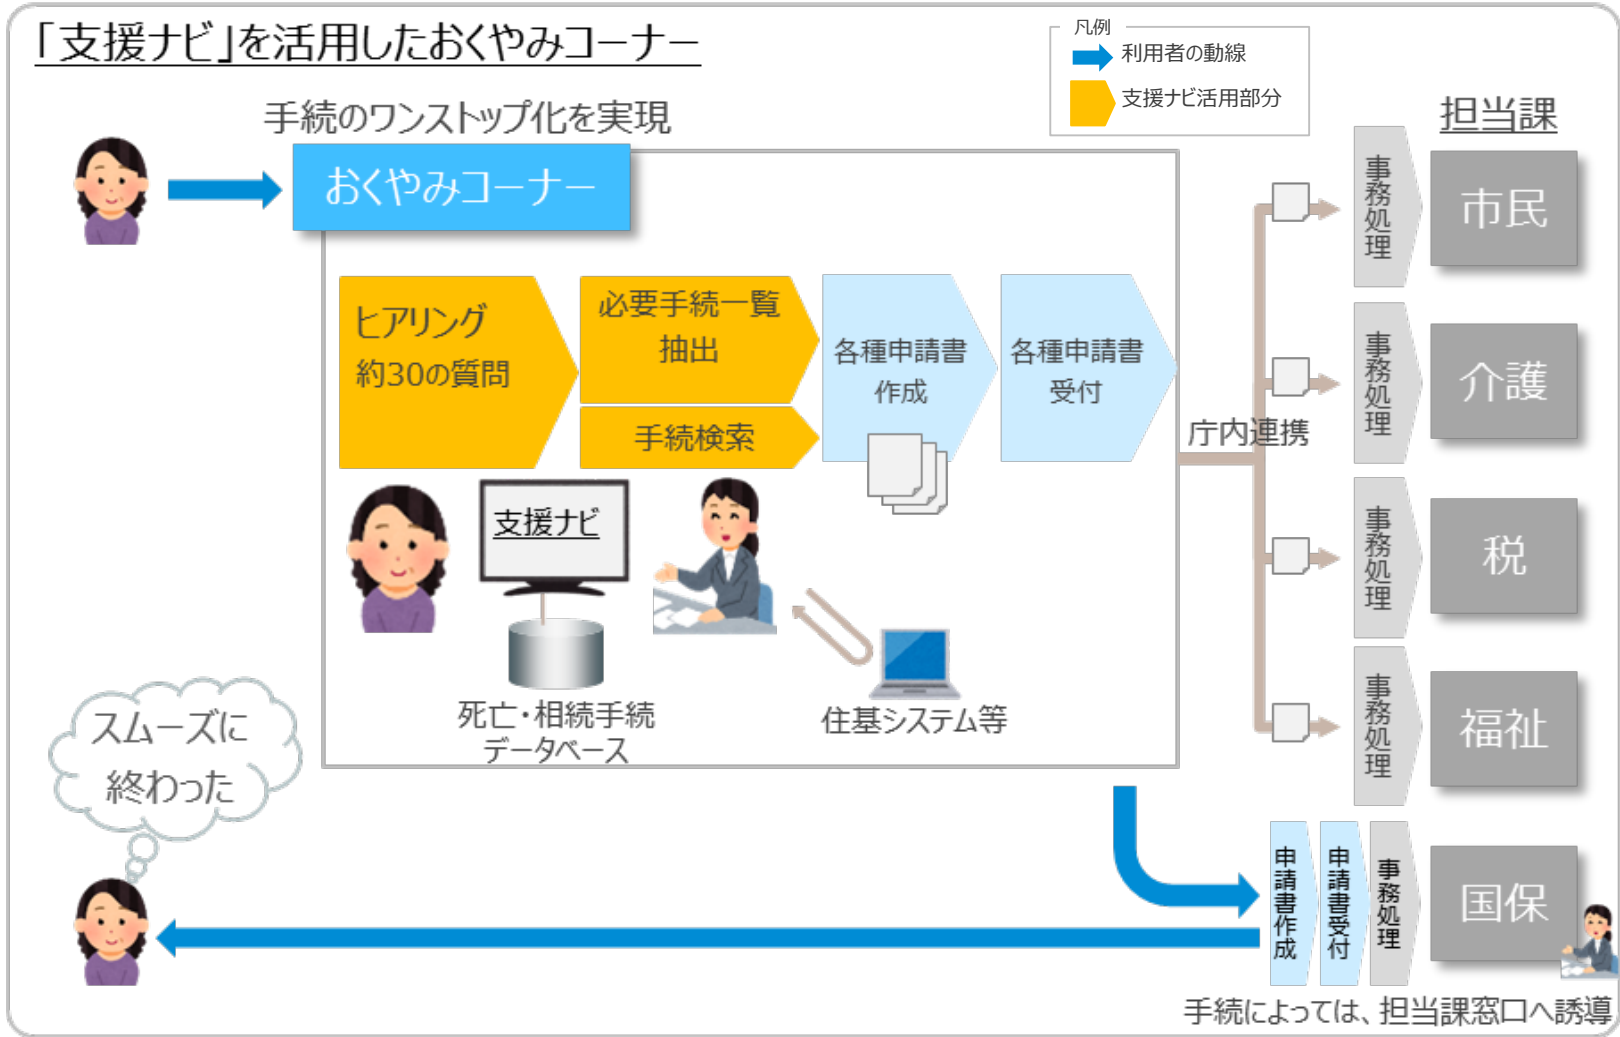 「支援ナビ」を活用したおくやみコーナー
凡例
利用者の動線
支援ナビ活用部分
手続のワンストップ化を実現
おくやみコーナー
ヒアリング
約30の質問
必要手続一覧
抽出
手続検索
各種申請書
作成
各種申請書
受付
支援ナビ
死亡・相続手続
データベース
住基システム等
庁内連携
担当課
事務処理
市民
事務処理
介護
事務処理
税
事務処理
福祉
申請書作成
申請書受付
事務処理
国保
手続によっては、担当課窓口へ誘導
スムーズに
終わった